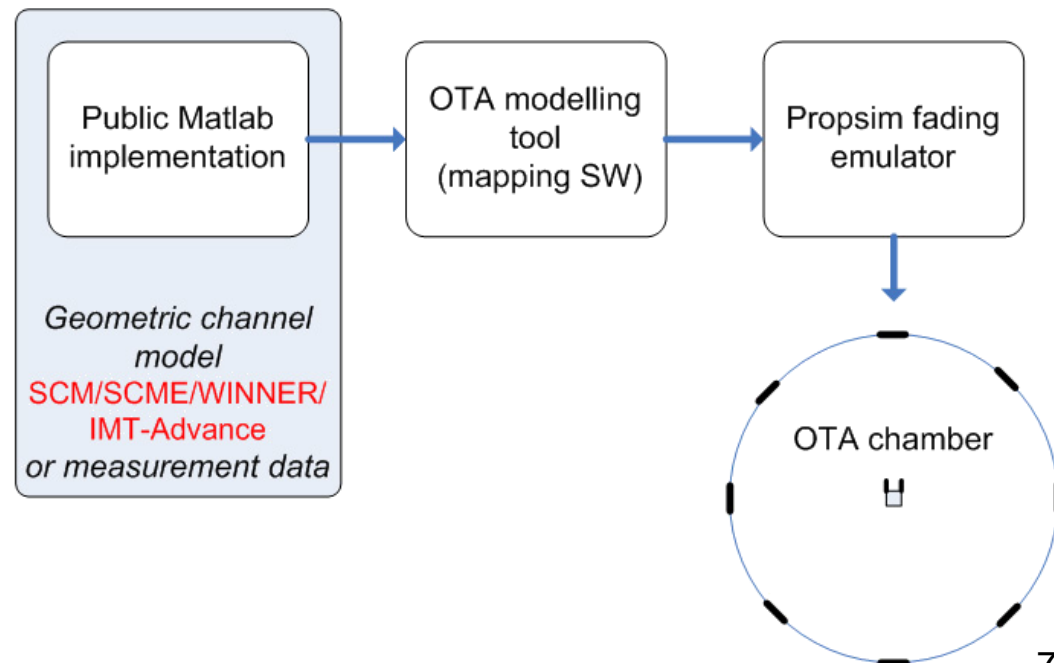 Public Matlab
implementation
OTA modelling
tool
(mapping SW)
Propsim fading
emulator
Geometric channel
model
SCM/SCME/WINNER/
IMT-Advance
or measurement data
OTA chamber
7